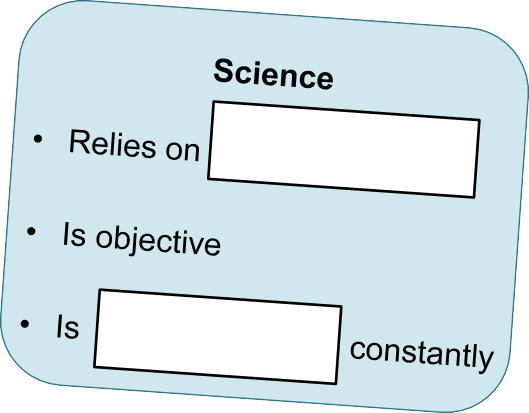 Science
• Relies on
• Is objective
• Is constantly